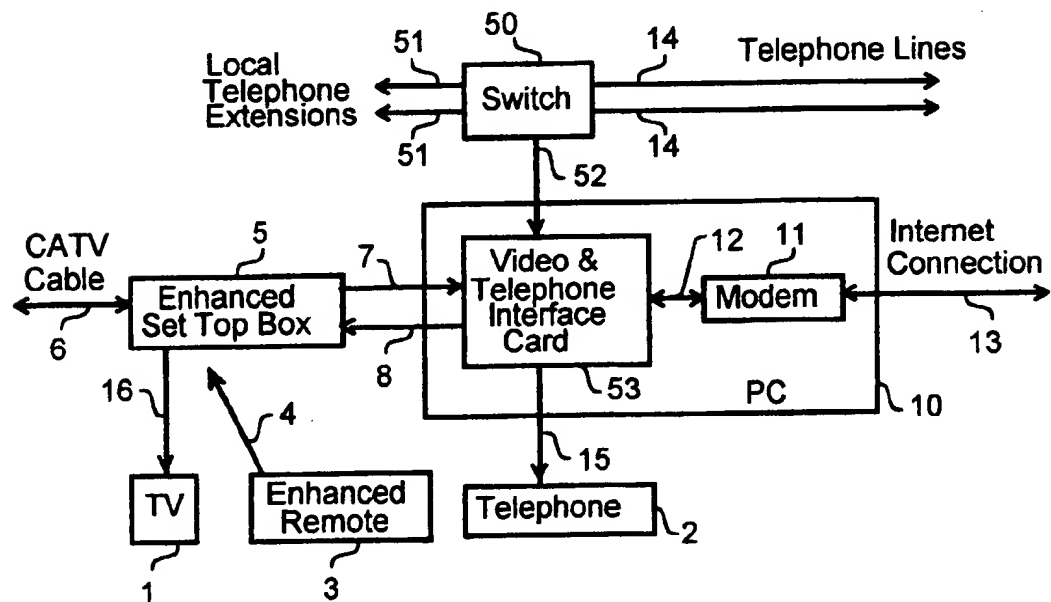 50
51
14
Telephone Lines
Local
Telephone
Extensions
Switch
51
14
52
CATV
Cable
5
7
12
11
Internet
Connection
Enhanced
Set Top Box
Video &
Telephone
Interface
Card
Modem
6
8
13
16
4
53
PC
10
15
TV
Enhanced
Remote
Telephone
2
1
3